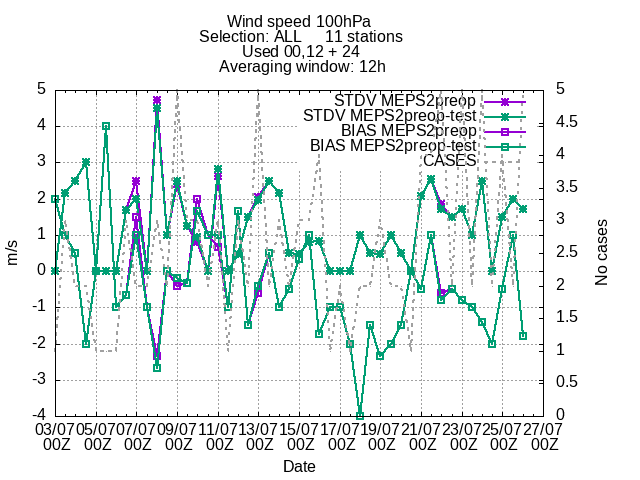 Wind speed 100hPa
Selection: ALL 11 stations
Used 00,12 + 24
Averaging window: 12h
STDV MEPS2preop
STDV MEPS2preop-test
BIAS MEPS2preop
BIAS MEPS2preop-test
CASES
5
4
3
2
1
0
-1
-2
-3
-4
m/s
5
4.5
4
3.5
3
2.5
2
1.5
1
0.5
0
No cases
03/07 05/07 07/07 09/07 11/07 13/07 15/07 17/07 19/07 21/07 23/07 25/07 27/07
00Z 00Z 00Z 00Z 00Z 00Z 00Z 00Z 00Z 00Z 00Z 00Z 00Z
Date